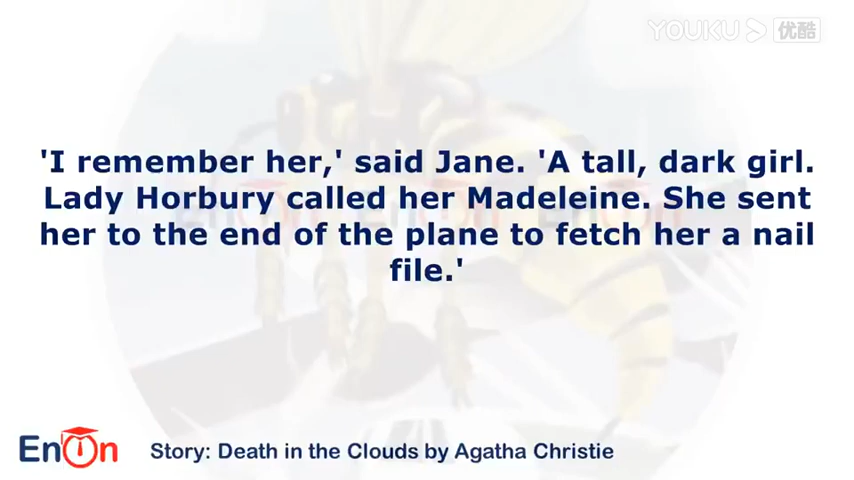 YOUKU 优酷
'I remember her,' said Jane. 'A tall, dark girl.
Lady Horbury called her Madeleine. She sent
her to the end of the plane to fetch her a nail
file.'
EnOn
Story: Death in the Clouds by Agatha Christie